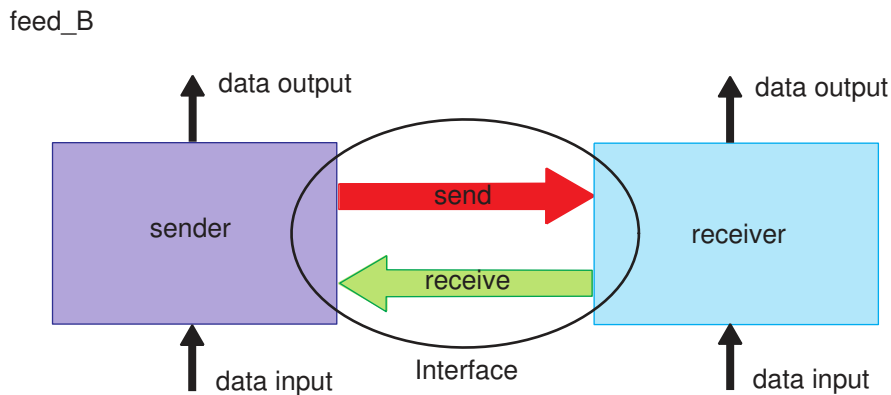 feed_B
data output
data output
send
sender
receiver
receive
Interface
data input
data input